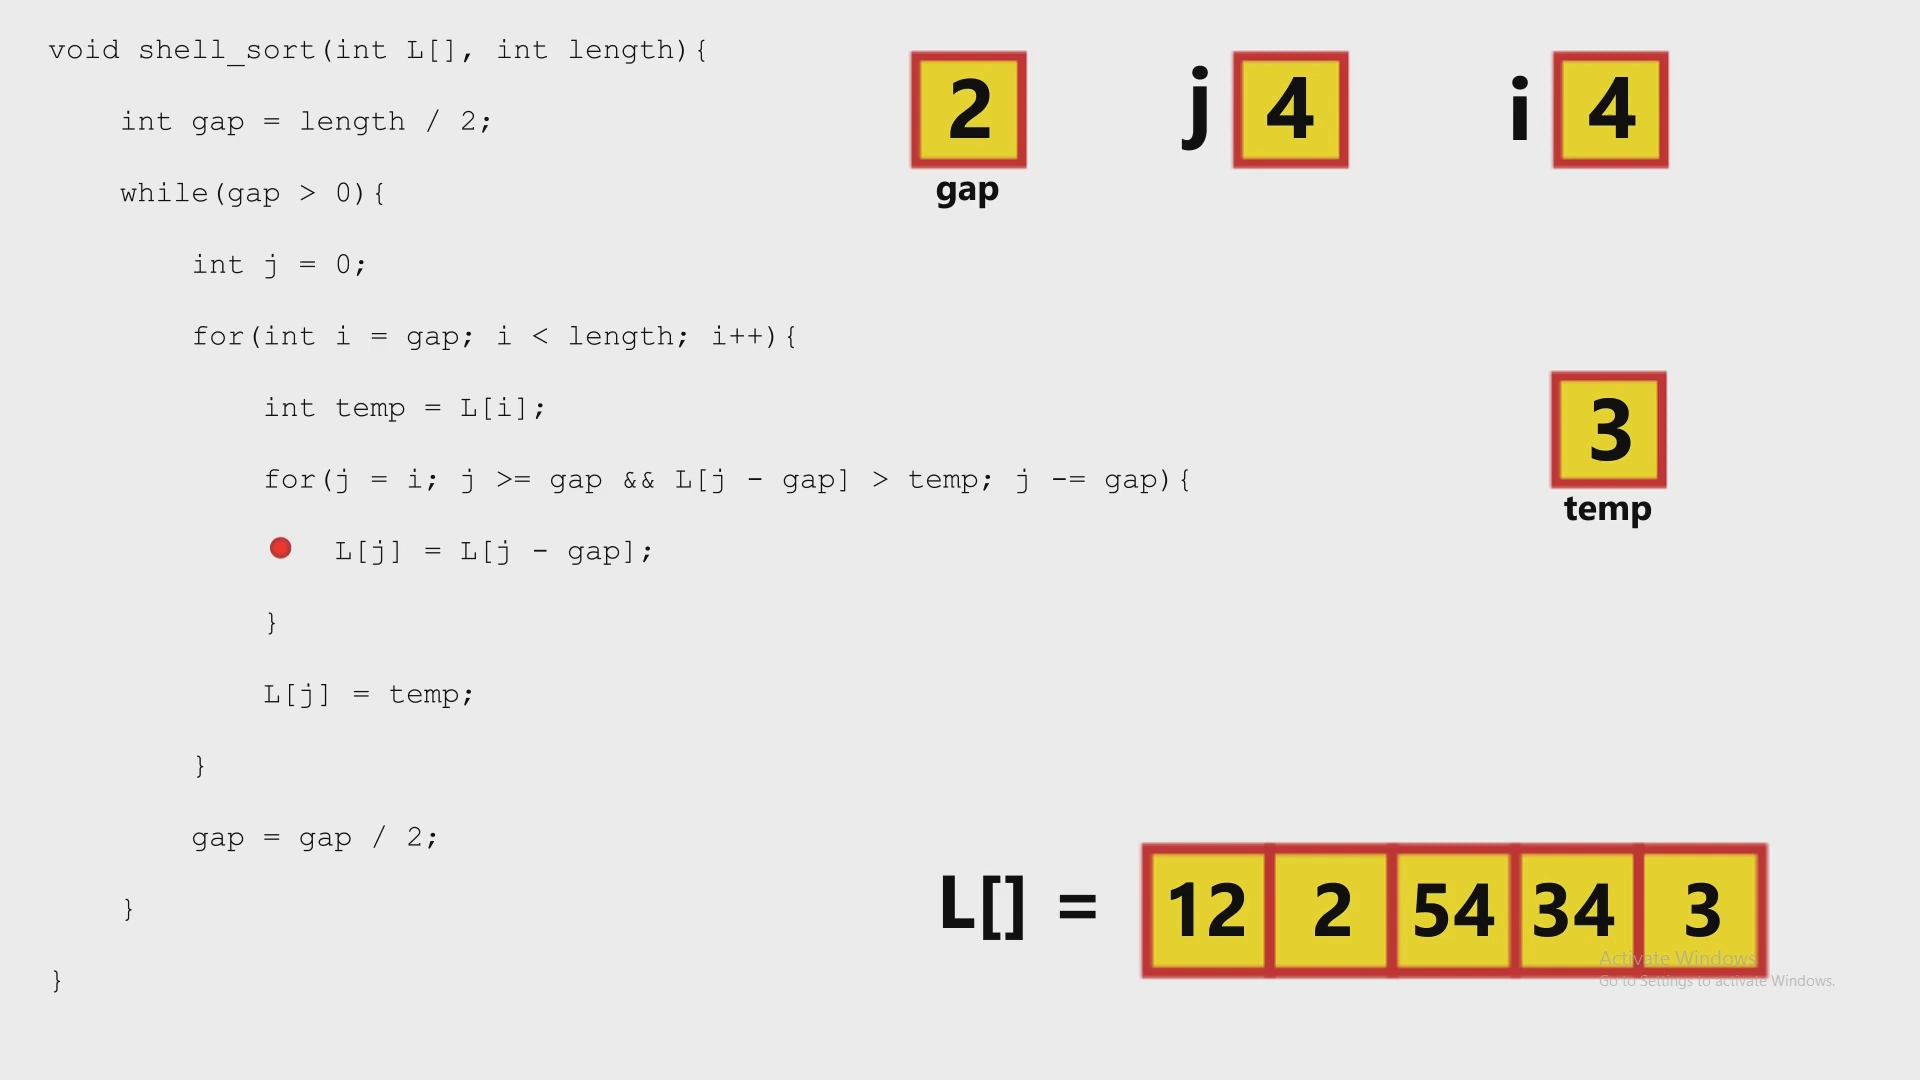 void shell_sort(int L[], int length){
int gap = length / 2;
while(gap > 0){
int j = 0;
for(int i = gap; i < length; i++){
int temp = L[i];
for(j = i; j >= gap && L[j - gap] > temp; j -= gap){
L[j] = L[j - gap];
}
L[j] = temp;
}
gap = gap / 2;
}
}
2
gap
j 4
i 4
3
temp
L[] = 12 2 54 34 3
Activate Windows
Go to Settings to activate Windows.